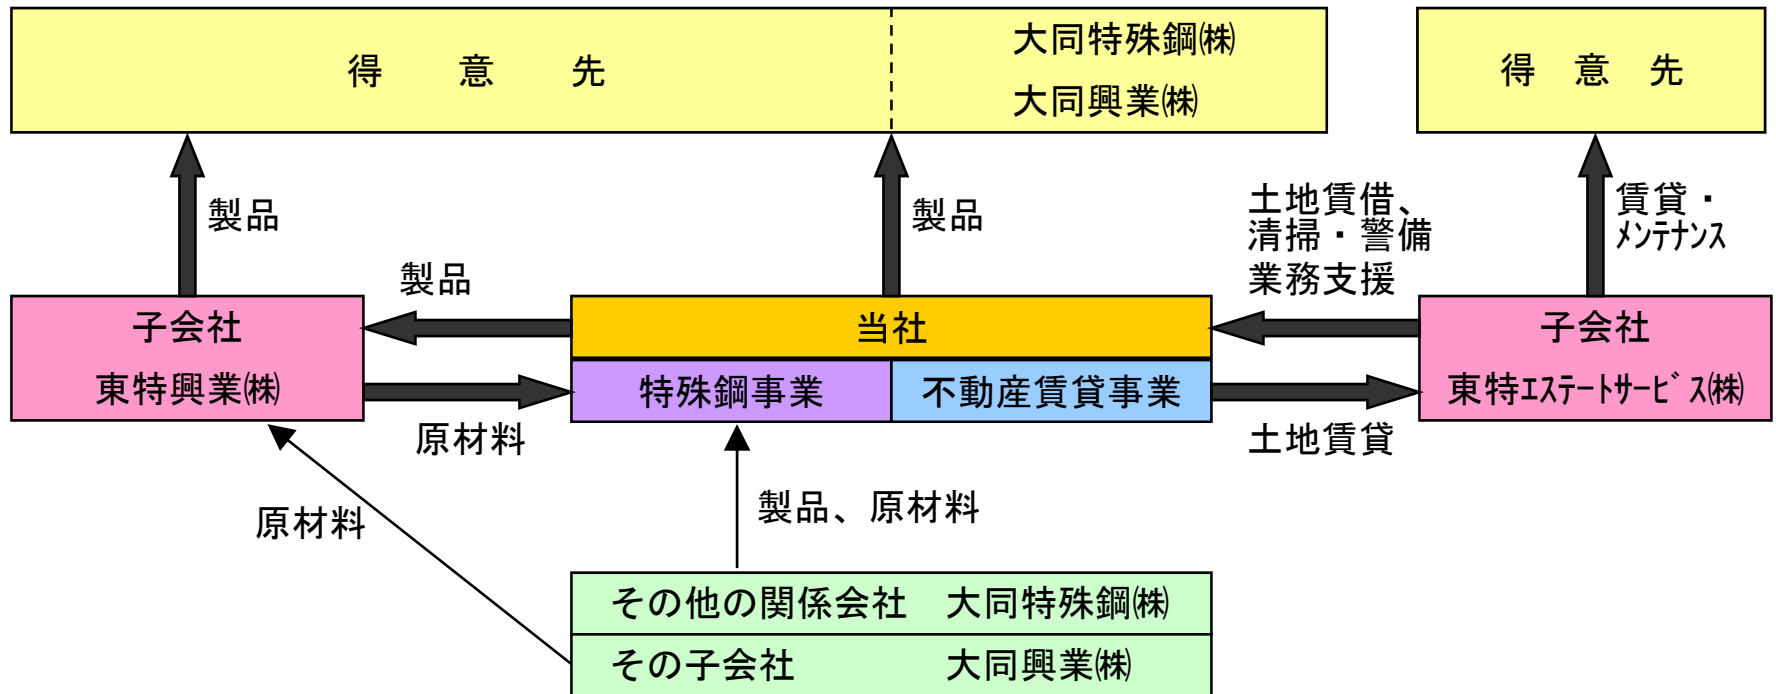 得　意　先
大同特殊鋼㈱
大同興業㈱
得　意　先
製品
製品
土地賃借、
清掃・警備
業務支援
賃貸・
ﾒﾝﾃﾅﾝｽ
製品
子会社
東特興業㈱
当社
特殊鋼事業
不動産賃貸事業
子会社
東特ｴｽﾃｰﾄｻｰﾋﾞｽ㈱
原材料
土地賃貸
原材料
製品、原材料
その他の関係会社　大同特殊鋼㈱
その子会社　大同興業㈱